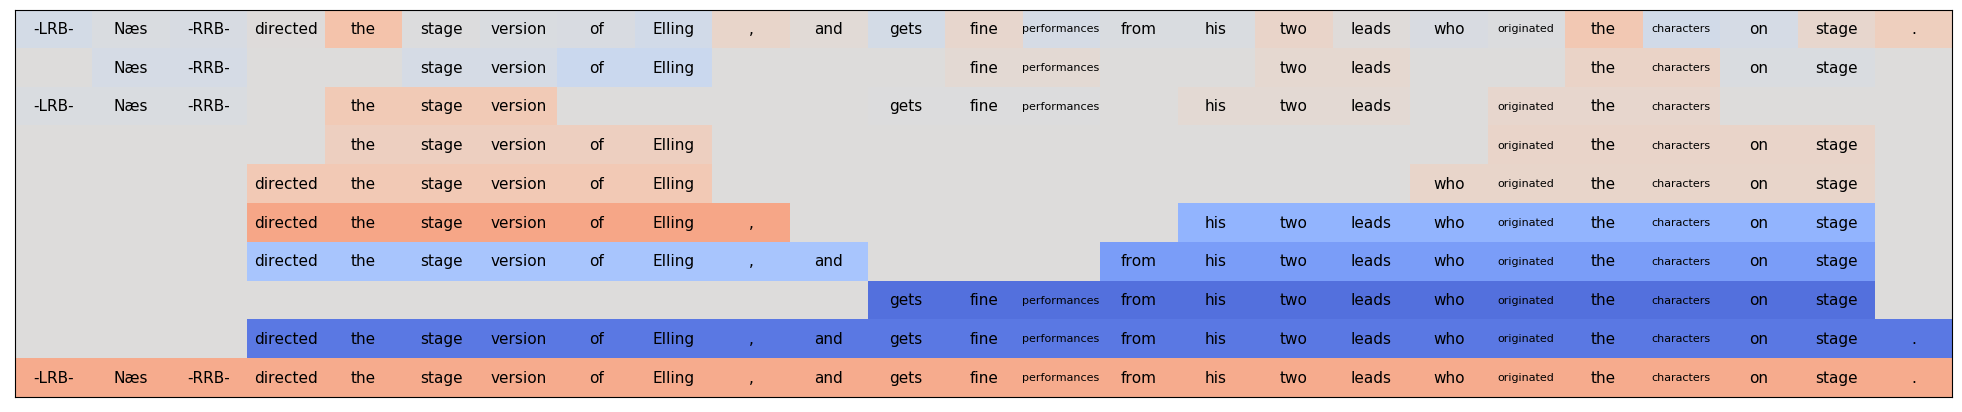 -LRB- Næs -RRB- directed the stage version of Elling , and gets fine performances from his two leads who originated the characters on stage .
Næs -RRB- stage version of Elling fine performances two leads the characters on stage
-LRB- Næs -RRB- the stage version gets fine performances his two leads originated the characters
the stage version of Elling originated the characters on stage
directed the stage version of Elling who originated the characters on stage
directed the stage version of Elling , his two leads who originated the characters on stage
directed the stage version of Elling , and from his two leads who originated the characters on stage
gets fine performances from his two leads who originated the characters on stage
directed the stage version of Elling , and gets fine performances from his two leads who originated the characters on stage .
-LRB- Næs -RRB- directed the stage version of Elling , and gets fine performances from his two leads who originated the characters on stage .